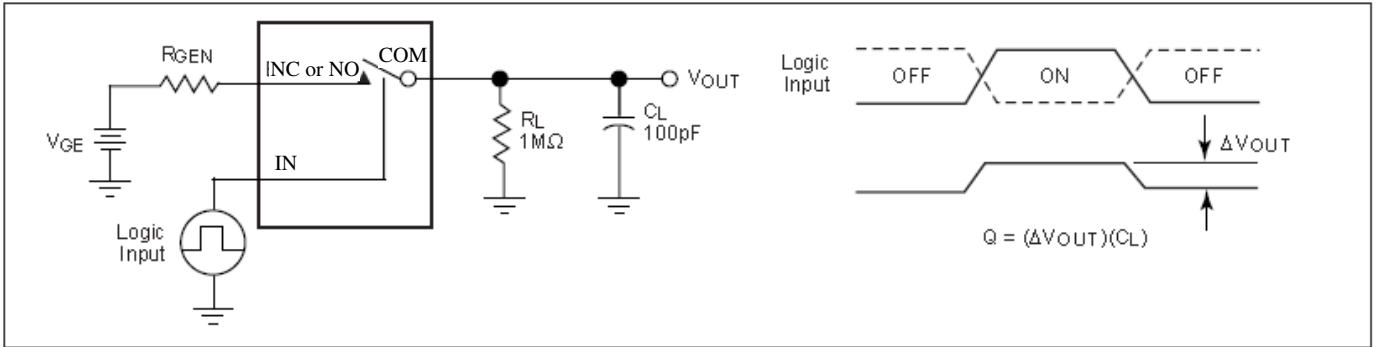 RGEN
INC or NO
COM
VGE
IN
Logic
Input
RL
1MΩ
CL
100pF
VOUT
Logic
Input
OFF
ON
OFF
ΔVOUT
Q = (ΔVOUT)(CL)